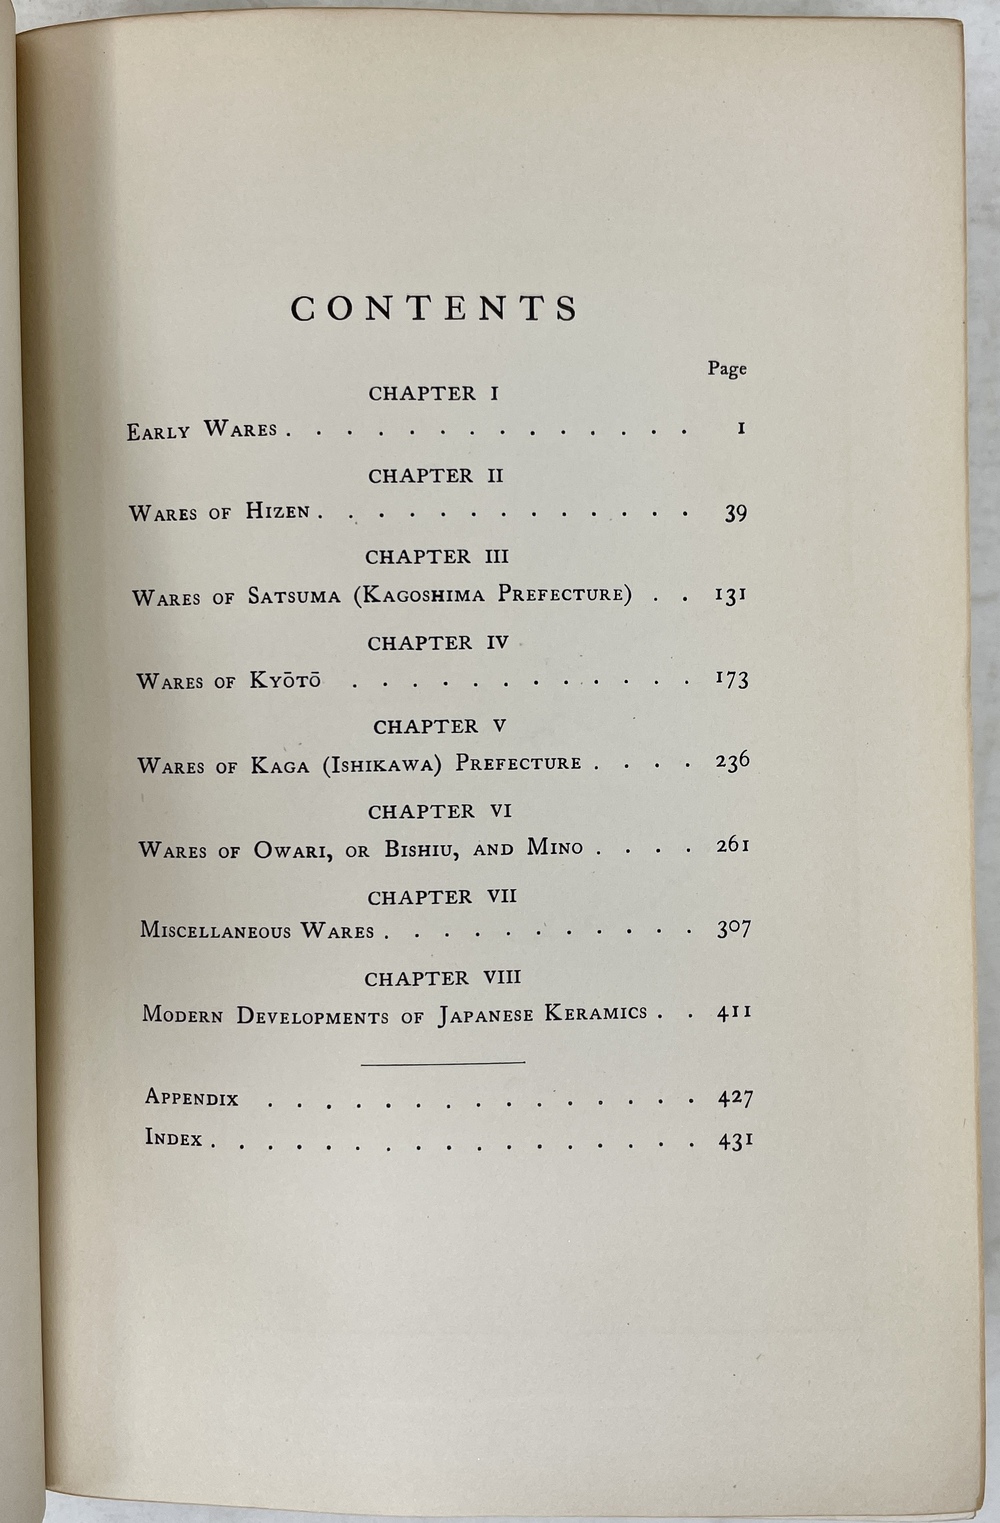 CONTENTS
Page
CHAPTER I
EARLY WARES . . . . . . . . . . . . . . 1
CHAPTER II
WARES OF HIZEN . . . . . . . . . . . . . 39
CHAPTER III
WARES OF SATSUMA (KAGOSHIMA PREFECTURE) . . 131
CHAPTER IV
WARES OF KYŌTŌ . . . . . . . . . . . . 173
CHAPTER V
WARES OF KAGA (ISHIKAWA) PREFECTURE . . . . 236
CHAPTER VI
WARES OF OWARI, OR BISHIU, AND MINO . . . . 261
CHAPTER VII
MISCELLANEOUS WARES . . . . . . . . . . . 307
CHAPTER VIII
MODERN DEVELOPMENTS OF JAPANESE KERAMICS . . 411
APPENDIX . . . . . . . . . . . . . . . 427
INDEX . . . . . . . . . . . . . . . . . 431